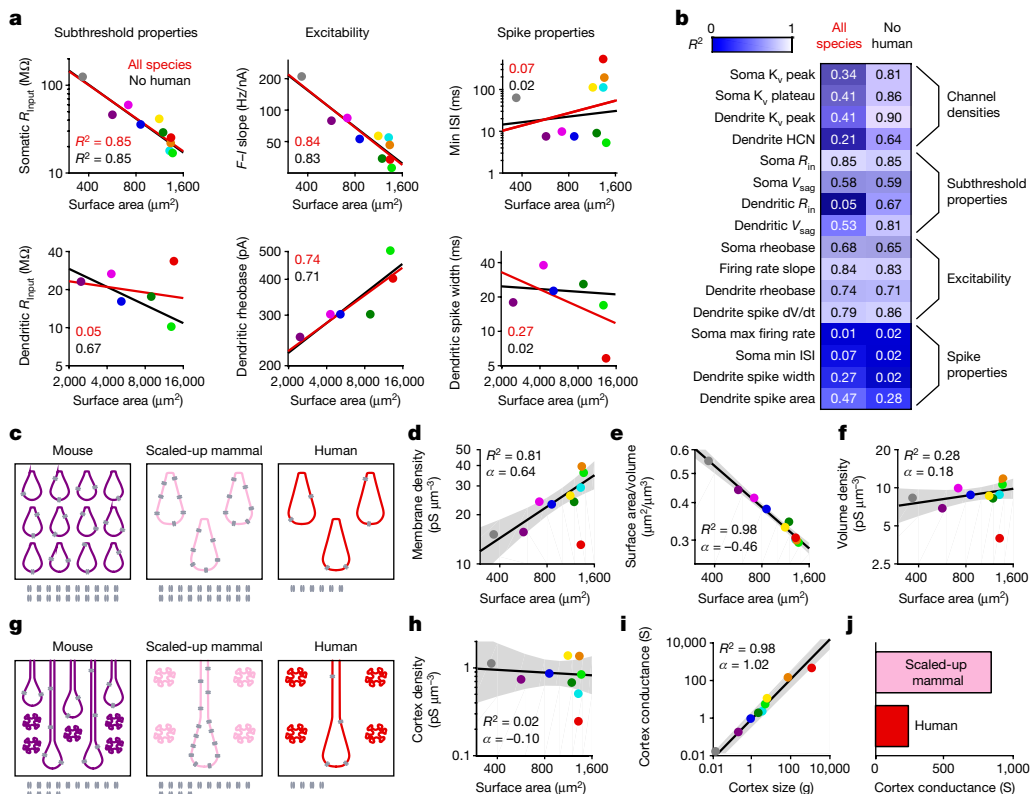 a
Subthreshold properties
Somatic R_Input (MΩ)
100
10
All species
No human
R² = 0.85
R² = 0.85
400
800
1,600
Surface area (μm²)
Excitability
F–I slope (Hz/nA)
200
100
50
0.84
0.83
400
800
1,600
Surface area (μm²)
Spike properties
Min ISI (ms)
100
10
1
0.07
0.02
400
800
1,600
Surface area (μm²)
Dendritic R_Input (MΩ)
40
20
10
5
0.05
0.67
2,000
4,000
8,000
16,000
Surface area (μm²)
Dendritic rheobase (pA)
500
400
300
200
0.74
0.71
2,000
4,000
8,000
16,000
Surface area (μm²)
Dendritic spike width (ms)
40
20
10
5
0.27
0.02
2,000
4,000
8,000
16,000
Surface area (μm²)
b
0
1
R²
All species
No human
Soma K_v peak 0.34 0.81
Soma K_v plateau 0.41 0.86
Dendrite K_v peak 0.41 0.90
Dendrite HCN 0.21 0.64
Soma R_in 0.85 0.85
Soma V_sag 0.58 0.59
Dendritic R_in 0.05 0.67
Dendritic V_sag 0.53 0.81
Soma rheobase 0.68 0.65
Firing rate slope 0.84 0.83
Dendrite rheobase 0.74 0.71
Dendrite spike dV/dt 0.79 0.86
Soma max firing rate 0.01 0.02
Soma min ISI 0.07 0.02
Dendrite spike width 0.27 0.02
Dendrite spike area 0.47 0.28
Channel densities
Subthreshold properties
Excitability
Spike properties
c
Mouse
Scaled-up mammal
Human
d
Membrane density (pS μm⁻³)
50
40
30
20
10
R² = 0.81
α = 0.64
400
800
1,600
Surface area (μm²)
e
Surface area/volume (μm²/μm³)
0.6
0.5
0.4
0.3
R² = 0.98
α = −0.46
400
800
1,600
Surface area (μm²)
f
Volume density (pS μm⁻³)
20
10
5
2.5
R² = 0.28
α = 0.18
400
800
1,600
Surface area (μm²)
g
Mouse
Scaled-up mammal
Human
h
Cortex density (pS μm⁻³)
1
0.1
R² = 0.02
α = −0.10
400
800
1,600
Surface area (μm²)
i
Cortex conductance (S)
10,000
100
1
0.01
R² = 0.98
α = 1.02
0.01
1
100
10,000
Cortex size (g)
j
Scaled-up mammal
Human
0
500
1,000
Cortex conductance (S)